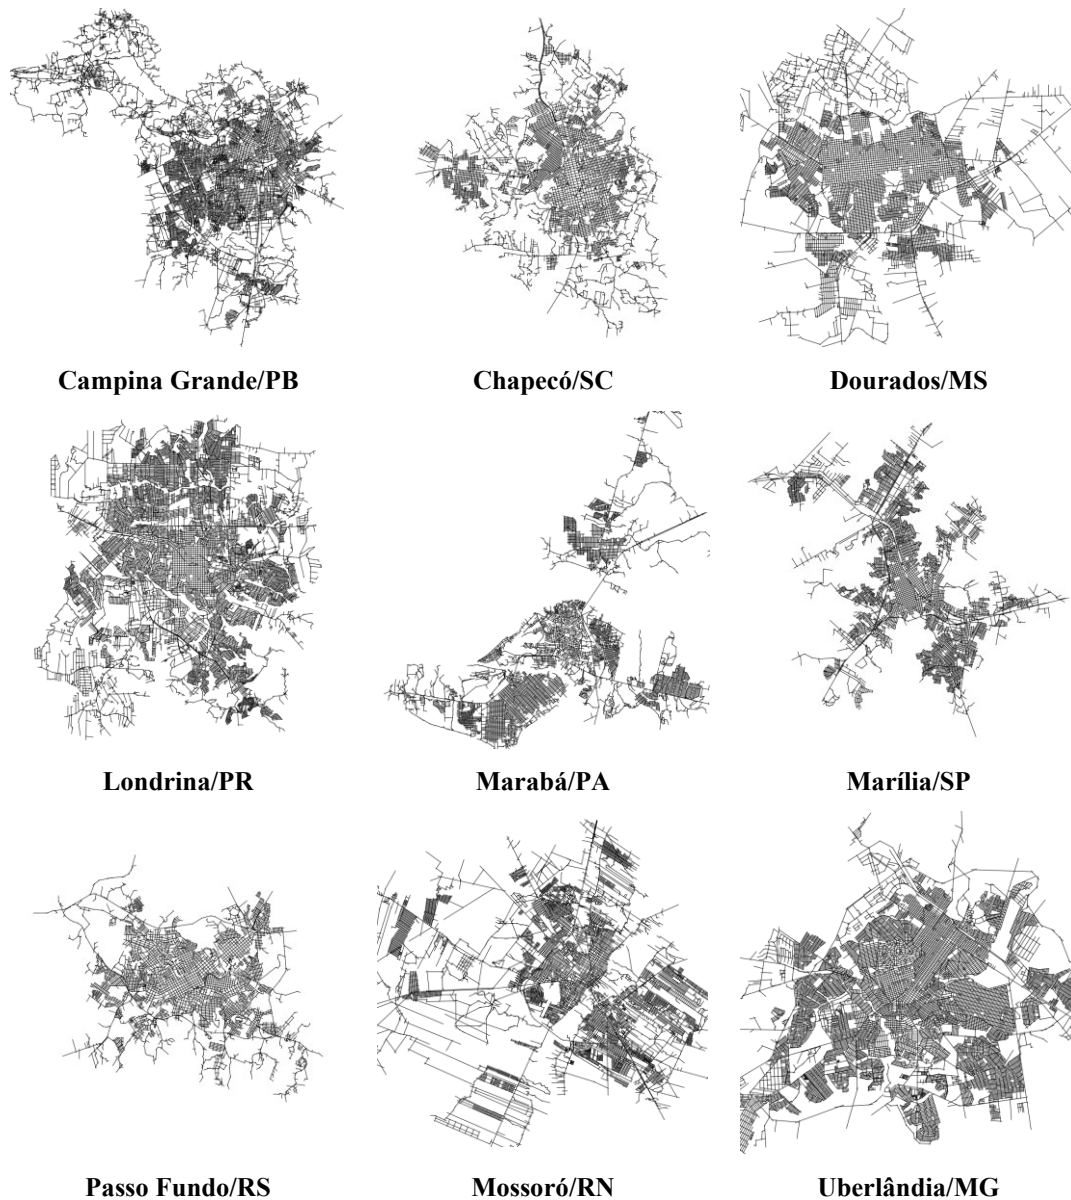 Campina Grande/PB
Chapecó/SC
Dourados/MS
Londrina/PR
Marabá/PA
Marília/SP
Passo Fundo/RS
Mossoró/RN
Uberlândia/MG